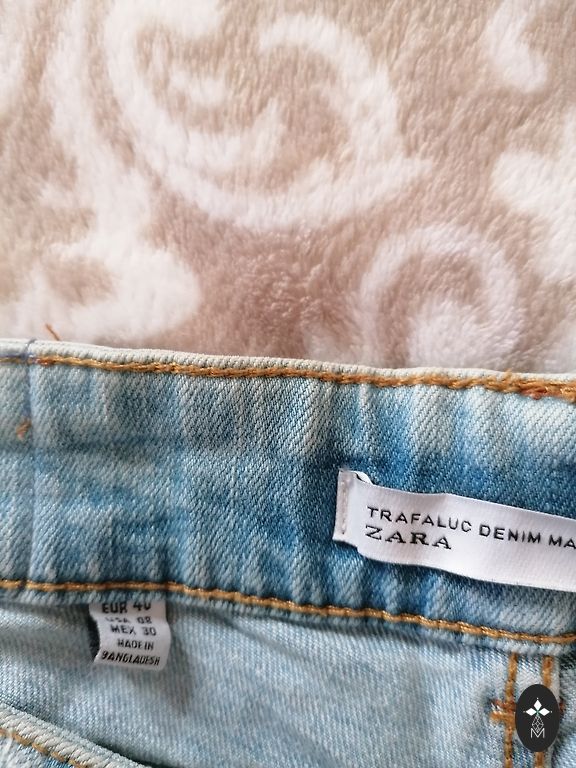 TRAFALUC DENIM MA
ZARA
EUR 40
USA 08
MEX 30
MADE IN
BANGLADESH
M